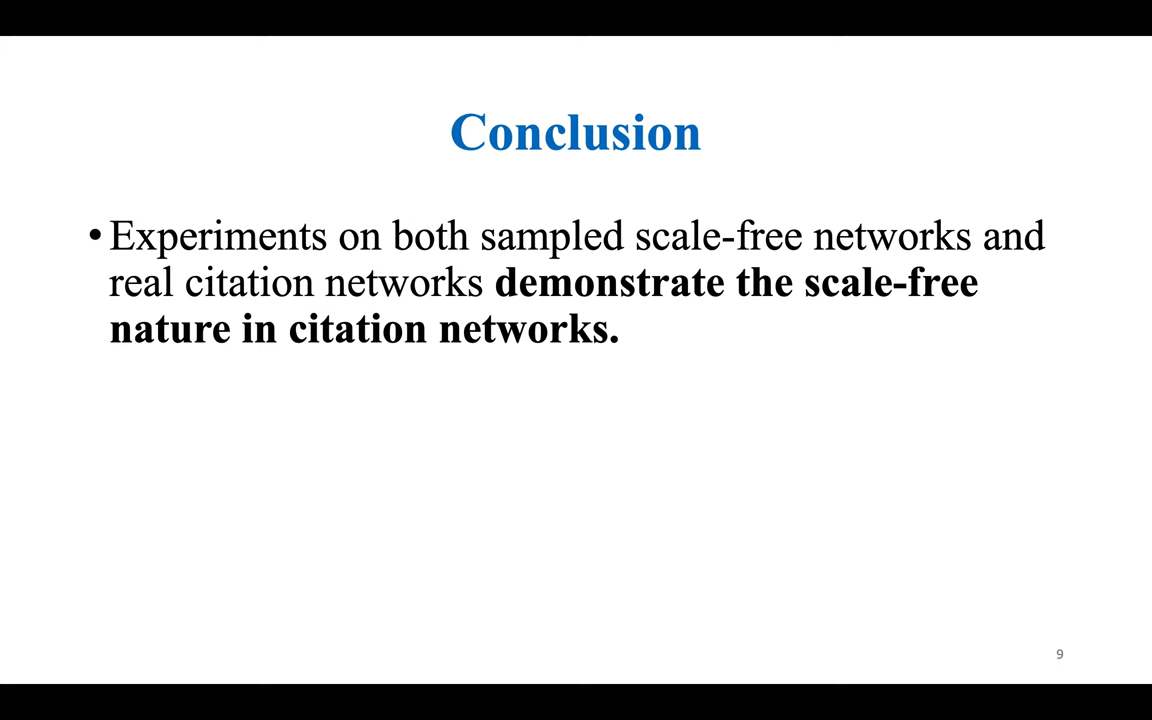 Conclusion
• Experiments on both sampled scale-free networks and
real citation networks demonstrate the scale-free
nature in citation networks.
9